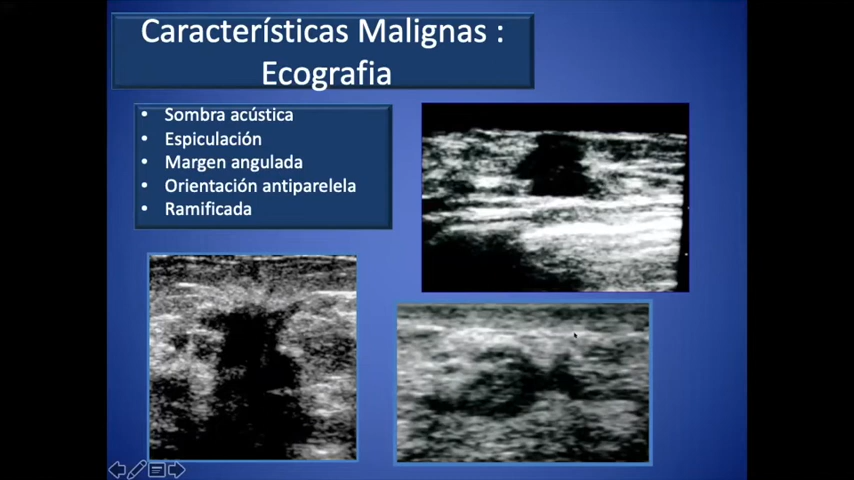 Características Malignas :
Ecografia
• Sombra acústica
• Espiculación
• Margen angulada
• Orientación antiparelela
• Ramificada